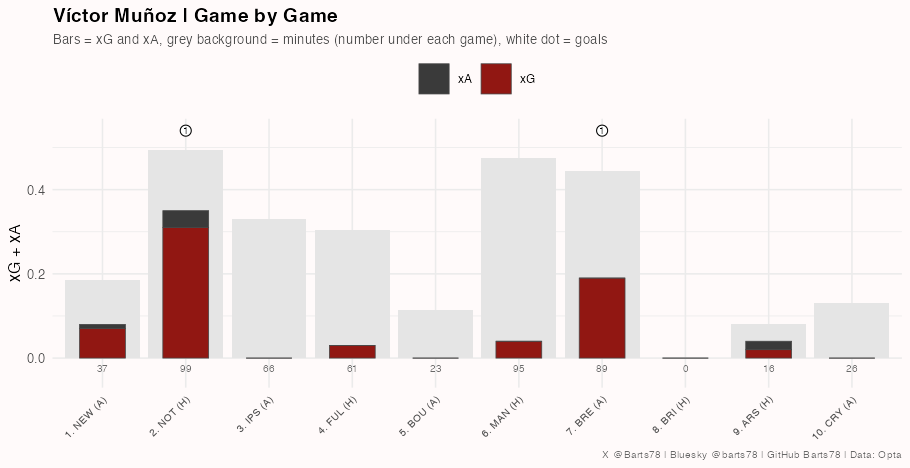 Víctor Muñoz | Game by Game
Bars = xG and xA, grey background = minutes (number under each game), white dot = goals
xA xG
1 1
xG + xA
0.4
0.2
0.0
37 99 66 61 23 95 89 0 16 26
1. NEW (A) 2. NOT (H) 3. IPS (A) 4. FUL (H) 5. BOU (A) 6. MAN (H) 7. BRE (A) 8. BRI (H) 9. ARS (H) 10. CRY (A)
X @Barts78 | Bluesky @barts78 | GitHub Barts78 | Data: Opta